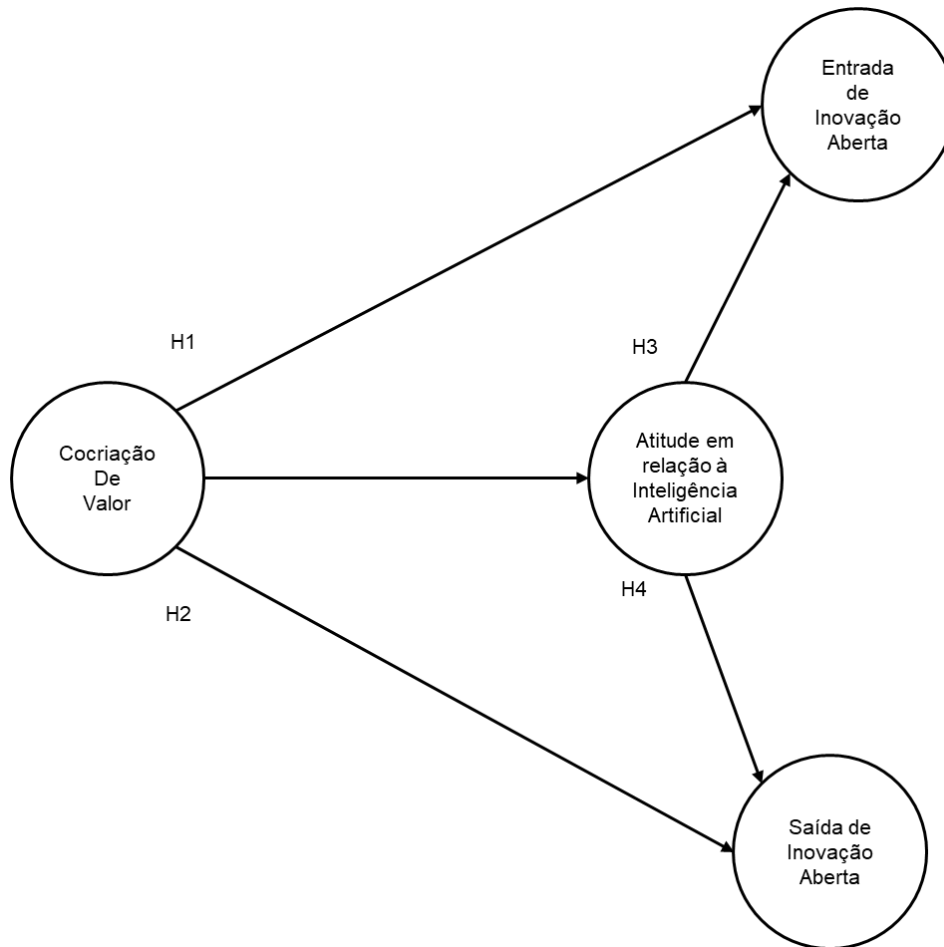 Entrada
de
Inovação
Aberta
H1
H3
Cocriação
De
Valor
Atitude em
relação à
Inteligência
Artificial
H4
H2
Saída de
Inovação
Aberta